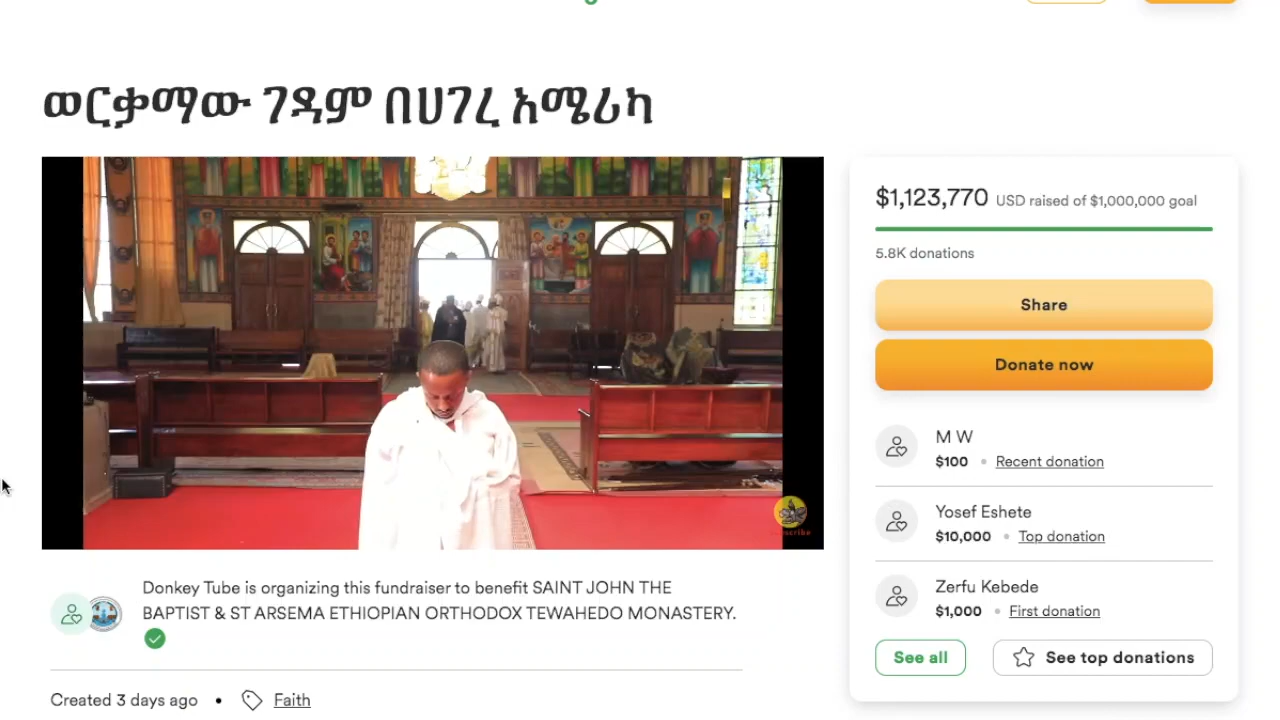 ወርቃማው ገዳም በሀገረ አሜሪካ
$1,123,770 USD raised of $1,000,000 goal
5.8K donations
Share
Donate now
M W
$100 • Recent donation
Yosef Eshete
$10,000 • Top donation
Zerfu Kebede
$1,000 • First donation
See all
See top donations
Donkey Tube is organizing this fundraiser to benefit SAINT JOHN THE
BAPTIST & ST ARSEMA ETHIOPIAN ORTHODOX TEWAHEDO MONASTERY.
Created 3 days ago • Faith